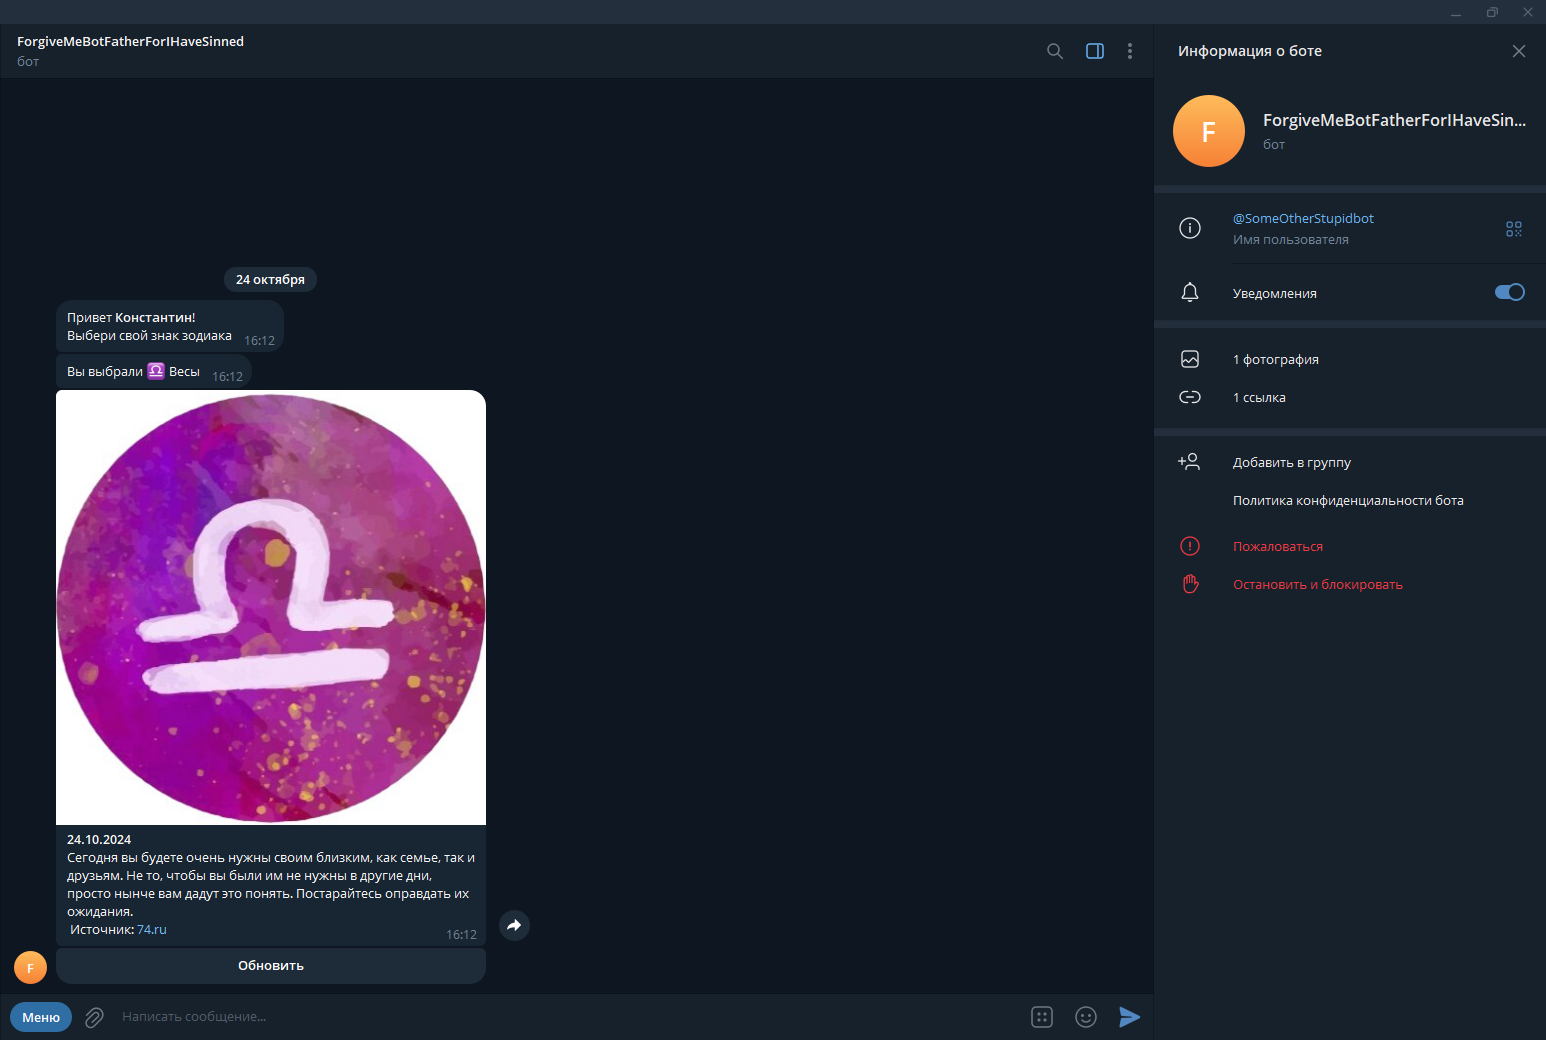 ForgiveMeBotFatherForIHaveSinned
бот
24 октября
Привет Константин!
Выбери свой знак зодиака 16:12
Вы выбрали ♎ Весы 16:12
24.10.2024
Сегодня вы будете очень нужны своим близким, как семье, так и
друзьям. Не то, чтобы вы были им не нужны в другие дни,
просто нынче вам дадут это понять. Постарайтесь оправдать их
ожидания.
Источник: 74.ru 16:12
F
Обновить
Меню
Написать сообщение...
Информация о боте
F
ForgiveMeBotFatherForIHaveSin...
бот
@SomeOtherStupidbot
Имя пользователя
Уведомления
1 фотография
1 ссылка
Добавить в группу
Политика конфиденциальности бота
Пожаловаться
Остановить и блокировать